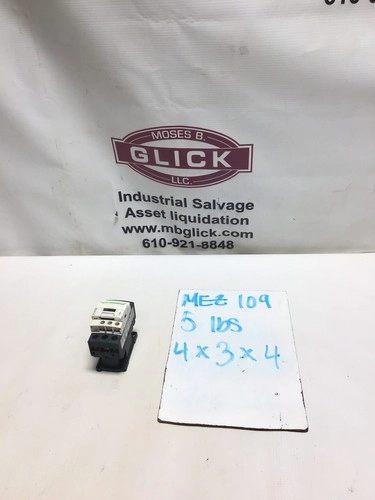 MOSES B.
GLICK
LLC.
Industrial Salvage
Asset liquidation
www.mbglick.com
610-921-8848
MEZ 109
5 lbs
4 x 3 x 4